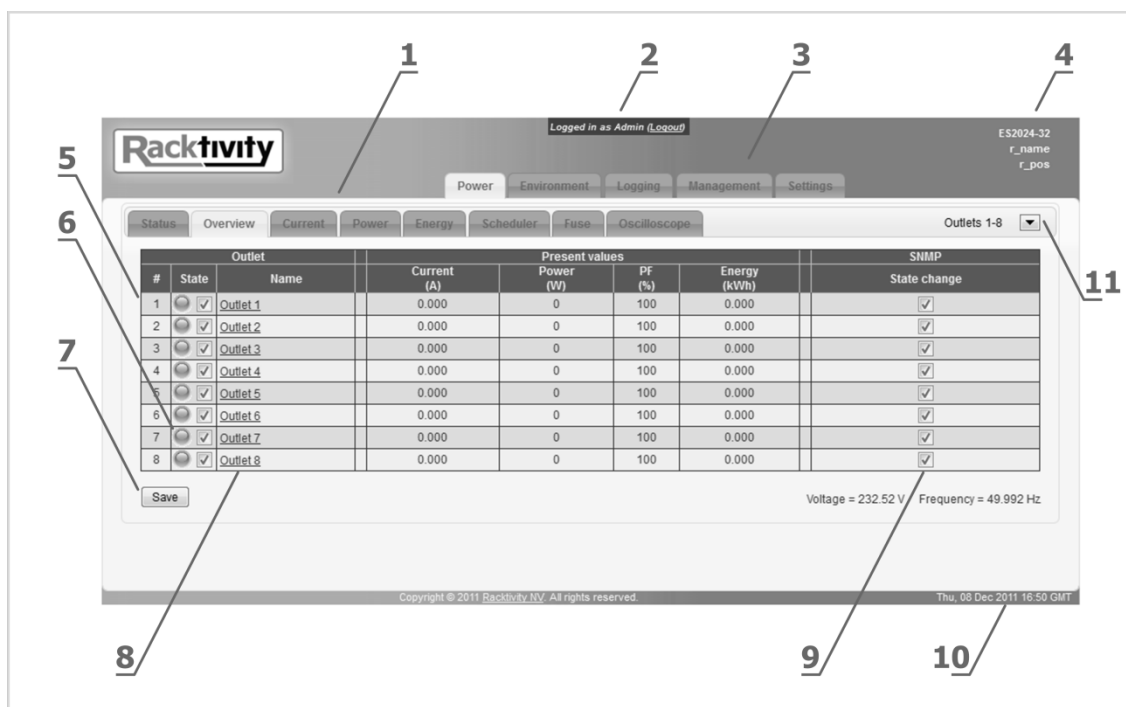 1 2 3 4
Logged in as Admin (Logout)
Racktivity
ES2024-32
r_name
r_pos
5
Power Environment Logging Management Settings
6
Status Overview Current Power Energy Scheduler Fuse Oscilloscope Outlets 1-8
11
Outlet Present values SNMP
# State Name Current (A) Power (W) PF (%) Energy (kWh) State change
1 Outlet 1 0.000 0 100 0.000
2 Outlet 2 0.000 0 100 0.000
3 Outlet 3 0.000 0 100 0.000
7
4 Outlet 4 0.000 0 100 0.000
5 Outlet 5 0.000 0 100 0.000
6 Outlet 6 0.000 0 100 0.000
7 Outlet 7 0.000 0 100 0.000
8 Outlet 8 0.000 0 100 0.000
Save Voltage = 232.52 V Frequency = 49.992 Hz
Copyright © 2011 Racktivity NV. All rights reserved. Thu, 08 Dec 2011 16:50 GMT
8 9 10